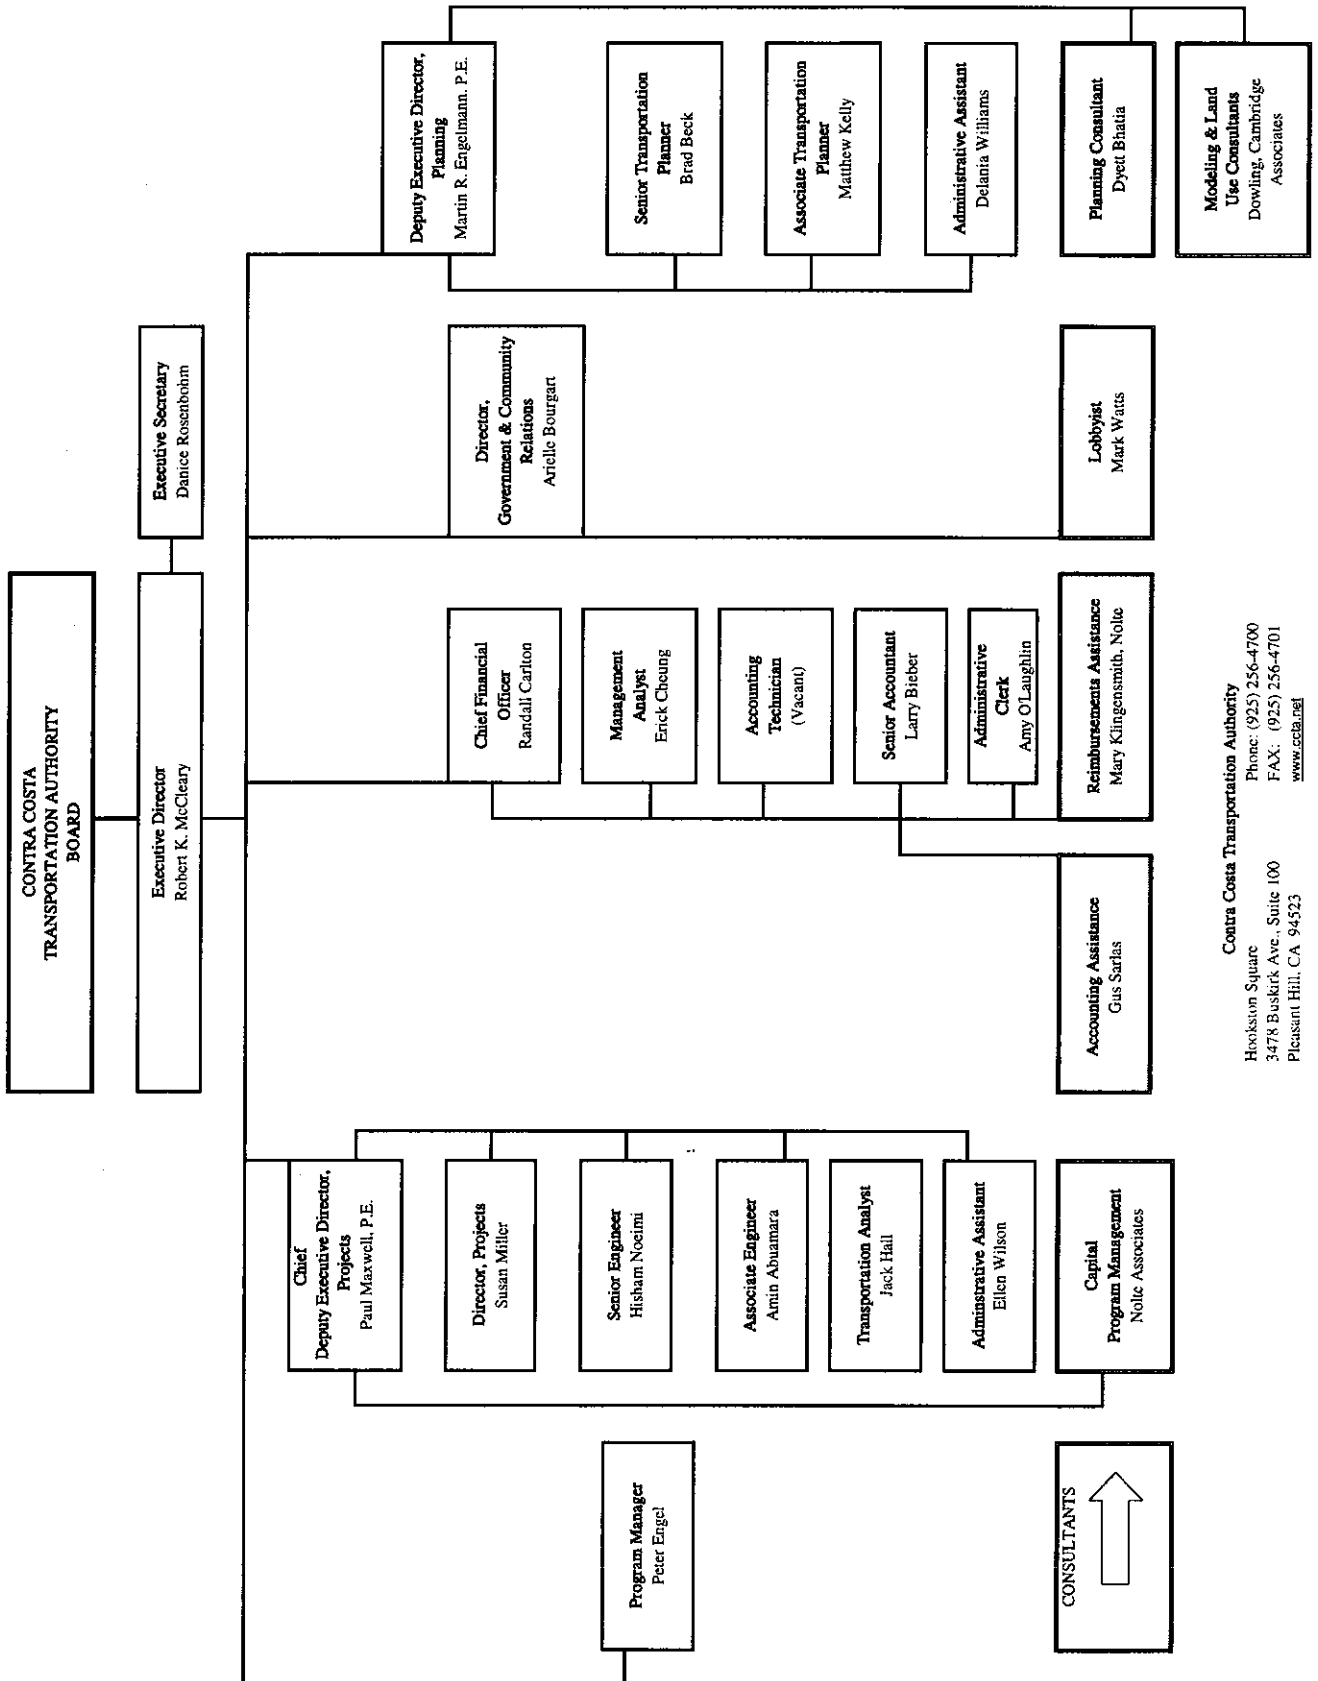 CONTRA COSTA
TRANSPORTATION AUTHORITY
BOARD
Executive Director
Robert K. McCleary
Executive Secretary
Danice Rosenbohm
Program Manager
Peter Engel
Chief
Deputy Executive Director,
Projects
Paul Maxwell, P.E.
Director, Projects
Susan Miller
Senior Engineer
Hisham Noeimi
Associate Engineer
Amin Abuamara
Transportation Analyst
Jack Hall
Adminstrative Assistant
Ellen Wilson
Chief Financial
Officer
Randall Carlton
Management
Analyst
Erick Cheung
Accounting
Technician
(Vacant)
Senior Accountant
Larry Bieber
Administrative
Clerk
Amy O'Laughlin
Director,
Government & Community
Relations
Arielle Bourgart
Deputy Executive Director,
Planning
Martin R. Engelmann. P.E.
Senior Transportation
Planner
Brad Beck
Associate Transportation
Planner
Matthew Kelly
Administrative Assistant
Delania Williams
CONSULTANTS
Capital
Program Management
Nolte Associates
Accounting Assistance
Gus Sarlas
Reimbursements Assistance
Mary Klingensmith, Nolte
Lobbyist
Mark Watts
Planning Consultant
Dyett Bhatia
Modeling & Land
Use Consultants
Dowling, Cambridge
Associates
Contra Costa Transportation Authority
Hookston Square Phone: (925) 256-4700
3478 Buskirk Ave., Suite 100 FAX: (925) 256-4701
Pleasant Hill, CA 94523 www.ccta.net